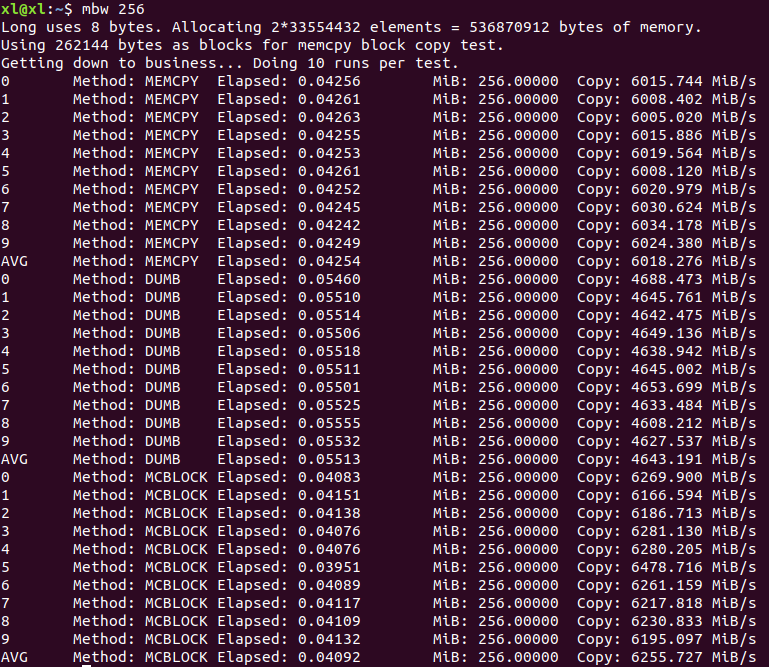 xl@xl:~$ mbw 256
Long uses 8 bytes. Allocating 2*33554432 elements = 536870912 bytes of memory.
Using 262144 bytes as blocks for memcpy block copy test.
Getting down to business... Doing 10 runs per test.
0       Method: MEMCPY  Elapsed: 0.04256        MiB: 256.00000  Copy: 6015.744 MiB/s
1       Method: MEMCPY  Elapsed: 0.04261        MiB: 256.00000  Copy: 6008.402 MiB/s
2       Method: MEMCPY  Elapsed: 0.04263        MiB: 256.00000  Copy: 6005.020 MiB/s
3       Method: MEMCPY  Elapsed: 0.04255        MiB: 256.00000  Copy: 6015.886 MiB/s
4       Method: MEMCPY  Elapsed: 0.04253        MiB: 256.00000  Copy: 6019.564 MiB/s
5       Method: MEMCPY  Elapsed: 0.04261        MiB: 256.00000  Copy: 6008.120 MiB/s
6       Method: MEMCPY  Elapsed: 0.04252        MiB: 256.00000  Copy: 6020.979 MiB/s
7       Method: MEMCPY  Elapsed: 0.04245        MiB: 256.00000  Copy: 6030.624 MiB/s
8       Method: MEMCPY  Elapsed: 0.04242        MiB: 256.00000  Copy: 6034.178 MiB/s
9       Method: MEMCPY  Elapsed: 0.04249        MiB: 256.00000  Copy: 6024.380 MiB/s
AVG     Method: MEMCPY  Elapsed: 0.04254        MiB: 256.00000  Copy: 6018.276 MiB/s
0       Method: DUMB    Elapsed: 0.05460        MiB: 256.00000  Copy: 4688.473 MiB/s
1       Method: DUMB    Elapsed: 0.05510        MiB: 256.00000  Copy: 4645.761 MiB/s
2       Method: DUMB    Elapsed: 0.05514        MiB: 256.00000  Copy: 4642.475 MiB/s
3       Method: DUMB    Elapsed: 0.05506        MiB: 256.00000  Copy: 4649.136 MiB/s
4       Method: DUMB    Elapsed: 0.05518        MiB: 256.00000  Copy: 4638.942 MiB/s
5       Method: DUMB    Elapsed: 0.05511        MiB: 256.00000  Copy: 4645.002 MiB/s
6       Method: DUMB    Elapsed: 0.05501        MiB: 256.00000  Copy: 4653.699 MiB/s
7       Method: DUMB    Elapsed: 0.05525        MiB: 256.00000  Copy: 4633.484 MiB/s
8       Method: DUMB    Elapsed: 0.05555        MiB: 256.00000  Copy: 4608.212 MiB/s
9       Method: DUMB    Elapsed: 0.05532        MiB: 256.00000  Copy: 4627.537 MiB/s
AVG     Method: DUMB    Elapsed: 0.05513        MiB: 256.00000  Copy: 4643.191 MiB/s
0       Method: MCBLOCK Elapsed: 0.04083        MiB: 256.00000  Copy: 6269.900 MiB/s
1       Method: MCBLOCK Elapsed: 0.04151        MiB: 256.00000  Copy: 6166.594 MiB/s
2       Method: MCBLOCK Elapsed: 0.04138        MiB: 256.00000  Copy: 6186.713 MiB/s
3       Method: MCBLOCK Elapsed: 0.04076        MiB: 256.00000  Copy: 6281.130 MiB/s
4       Method: MCBLOCK Elapsed: 0.04076        MiB: 256.00000  Copy: 6280.205 MiB/s
5       Method: MCBLOCK Elapsed: 0.03951        MiB: 256.00000  Copy: 6478.716 MiB/s
6       Method: MCBLOCK Elapsed: 0.04089        MiB: 256.00000  Copy: 6261.159 MiB/s
7       Method: MCBLOCK Elapsed: 0.04117        MiB: 256.00000  Copy: 6217.818 MiB/s
8       Method: MCBLOCK Elapsed: 0.04109        MiB: 256.00000  Copy: 6230.833 MiB/s
9       Method: MCBLOCK Elapsed: 0.04132        MiB: 256.00000  Copy: 6195.097 MiB/s
AVG     Method: MCBLOCK Elapsed: 0.04092        MiB: 256.00000  Copy: 6255.727 MiB/s